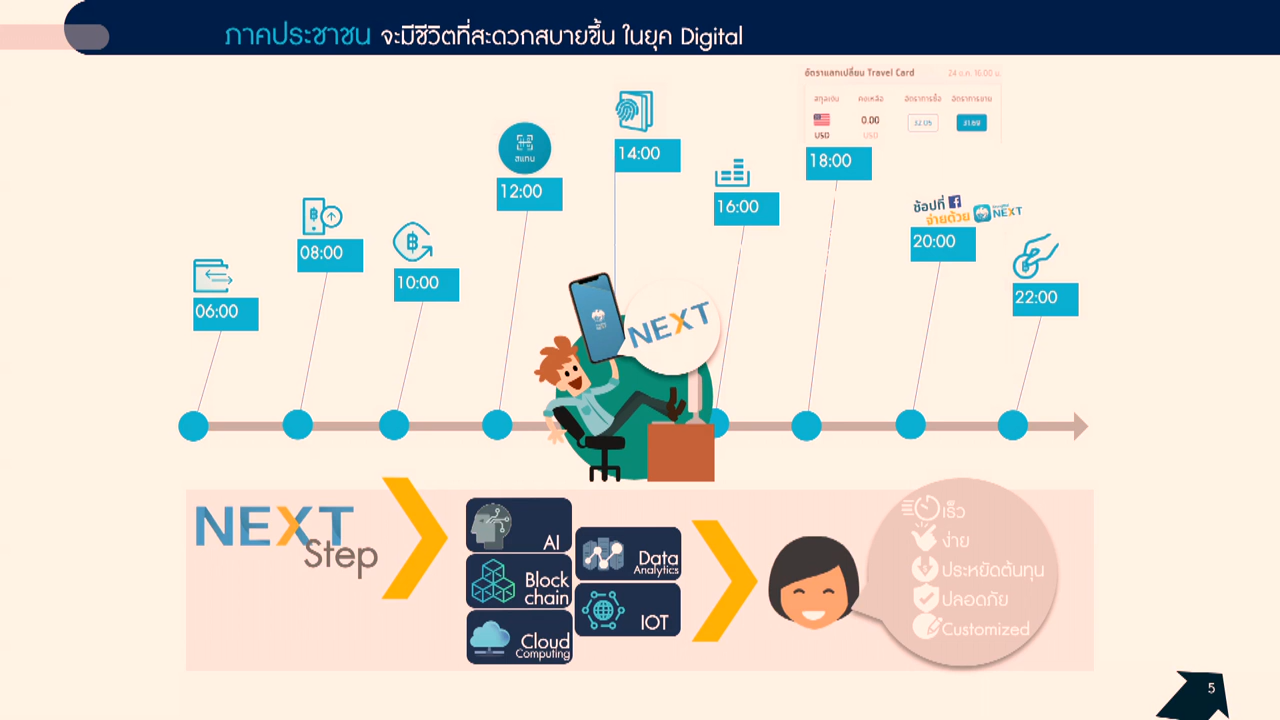 ภาคประชาชน จะมีชีวิตที่สะดวกสบายขึ้น ในยุค Digital
อัตราแลกเปลี่ยน Travel Card 24 ต.ค. 16:00 น.
สกุลเงิน คงเหลือ อัตราการซื้อ อัตราการขาย
0.00 32.05 31.69
USD USD
06:00
08:00
10:00
สแกน
12:00
14:00
16:00
18:00
ช้อปที่
จ่ายด้วย NEXT
20:00
22:00
NEXT
NEXT
Step
AI
Block
chain
Cloud
Computing
Data
Analytics
IOT
เร็ว
ง่าย
ประหยัดต้นทุน
ปลอดภัย
Customized
5